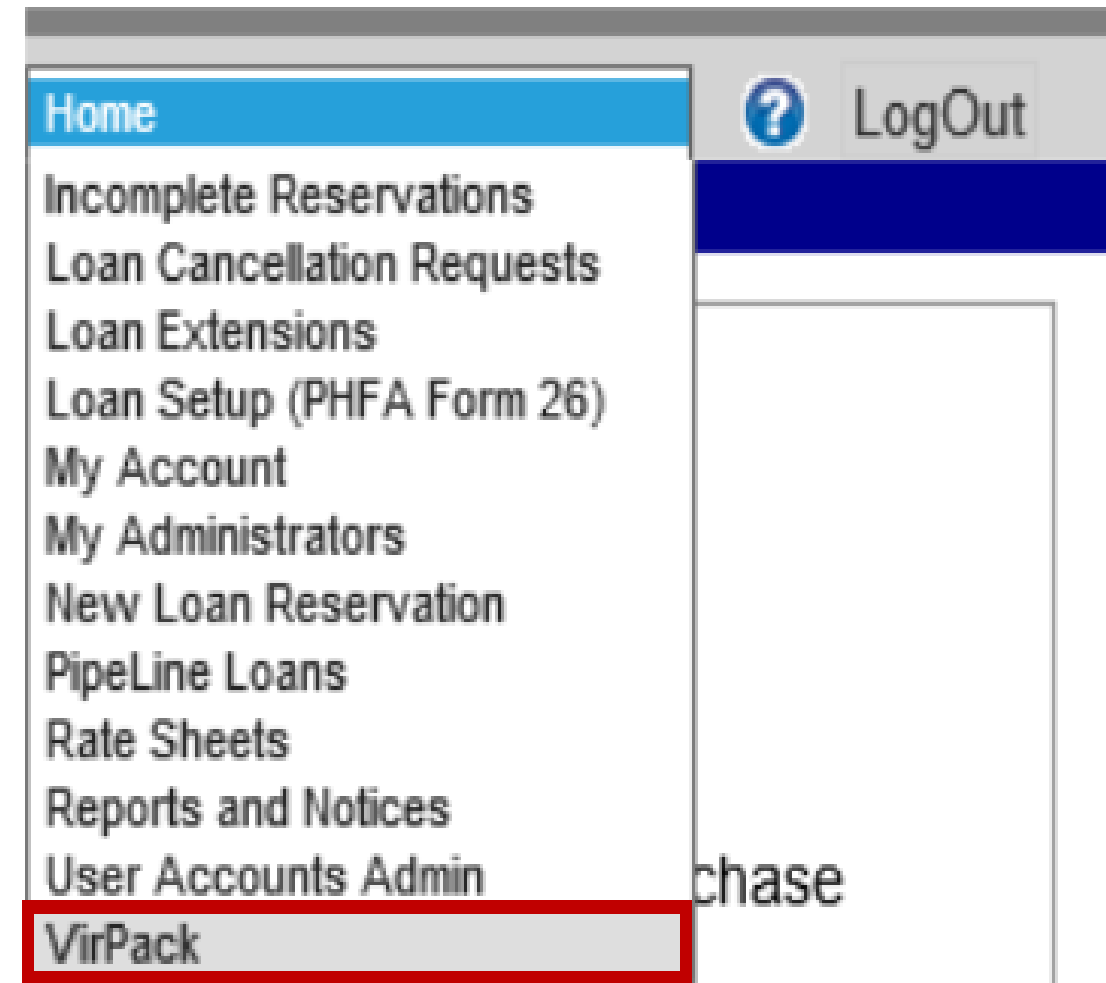 Home
LogOut
Incomplete Reservations
Loan Cancellation Requests
Loan Extensions
Loan Setup (PHFA Form 26)
My Account
My Administrators
New Loan Reservation
PipeLine Loans
Rate Sheets
Reports and Notices
User Accounts Admin
chase
VirPack